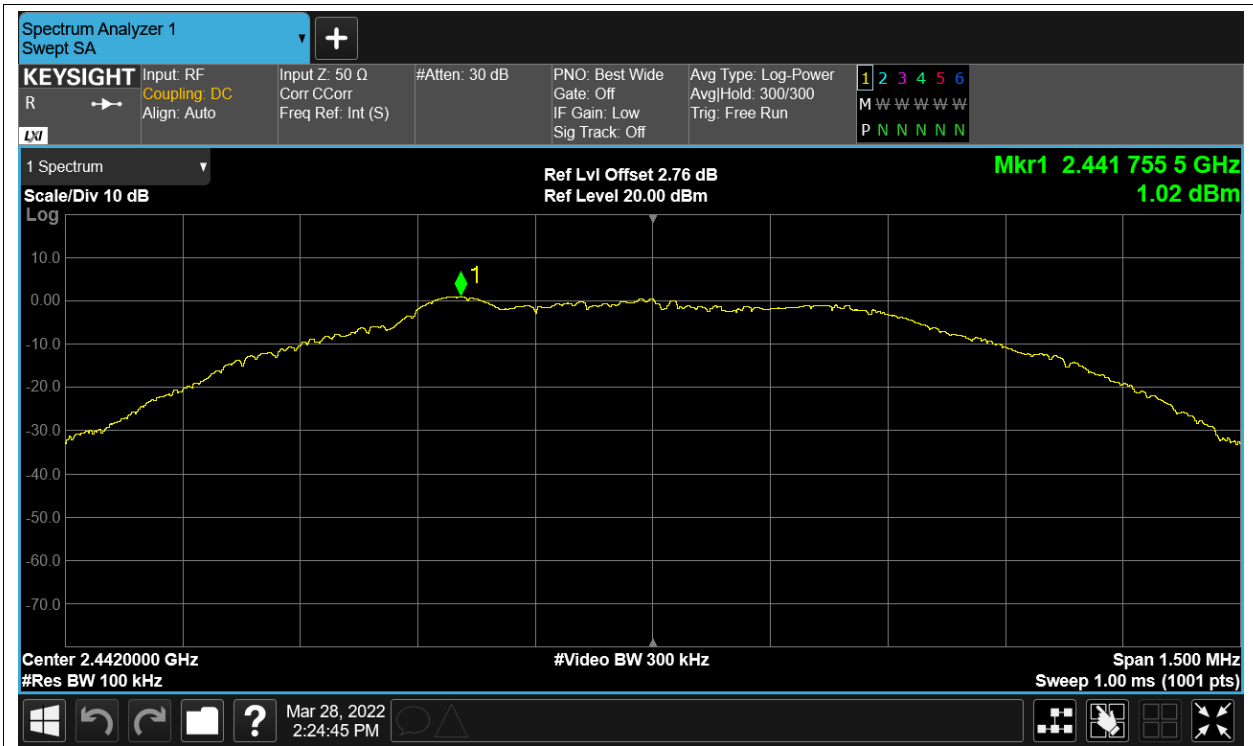 Spectrum Analyzer 1
Swept SA
KEYSIGHT
R
LXI
Input: RF
Coupling: DC
Align: Auto
Input Z: 50 Ω
Corr CCorr
Freq Ref: Int (S)
#Atten: 30 dB
PNO: Best Wide
Gate: Off
IF Gain: Low
Sig Track: Off
Avg Type: Log-Power
Avg|Hold: 300/300
Trig: Free Run
1 2 3 4 5 6
M W W W W W W
P N N N N N N
1 Spectrum
Scale/Div 10 dB
Log
Ref Lvl Offset 2.76 dB
Ref Level 20.00 dBm
Mkr1 2.441 755 5 GHz
1.02 dBm
1
10.0
0.00
-10.0
-20.0
-30.0
-40.0
-50.0
-60.0
-70.0
Center 2.4420000 GHz
#Res BW 100 kHz
#Video BW 300 kHz
Span 1.500 MHz
Sweep 1.00 ms (1001 pts)
?
Mar 28, 2022
2:24:45 PM